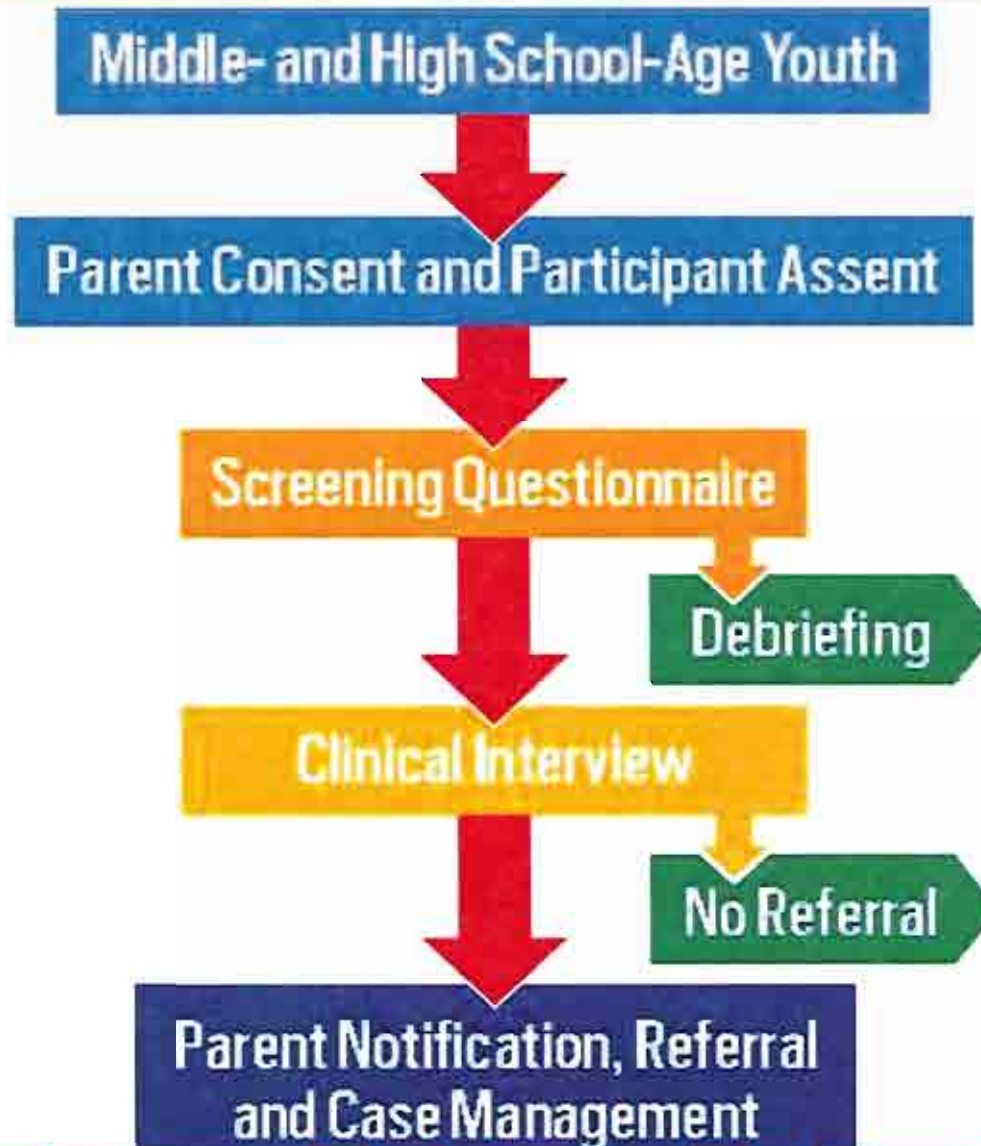 Middle- and High School-Age Youth
Parent Consent and Participant Assent
Screening Questionnaire
Debriefing
Clinical Interview
No Referral
Parent Notification, Referral
and Case Management